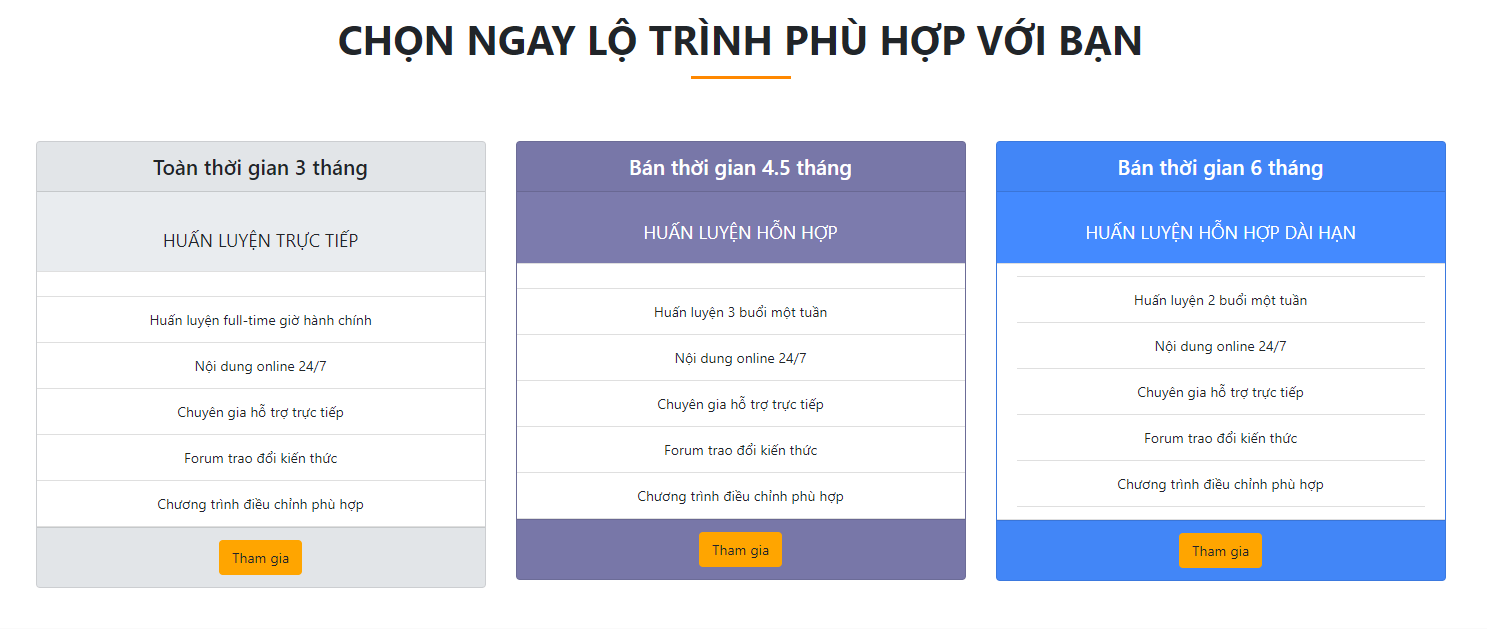 CHỌN NGAY LỘ TRÌNH PHÙ HỢP VỚI BẠN
Toàn thời gian 3 tháng
HUẤN LUYỆN TRỰC TIẾP
Huấn luyện full-time giờ hành chính
Nội dung online 24/7
Chuyên gia hỗ trợ trực tiếp
Forum trao đổi kiến thức
Chương trình điều chỉnh phù hợp
Tham gia
Bán thời gian 4.5 tháng
HUẤN LUYỆN HỖN HỢP
Huấn luyện 3 buổi một tuần
Nội dung online 24/7
Chuyên gia hỗ trợ trực tiếp
Forum trao đổi kiến thức
Chương trình điều chỉnh phù hợp
Tham gia
Bán thời gian 6 tháng
HUẤN LUYỆN HỖN HỢP DÀI HẠN
Huấn luyện 2 buổi một tuần
Nội dung online 24/7
Chuyên gia hỗ trợ trực tiếp
Forum trao đổi kiến thức
Chương trình điều chỉnh phù hợp
Tham gia